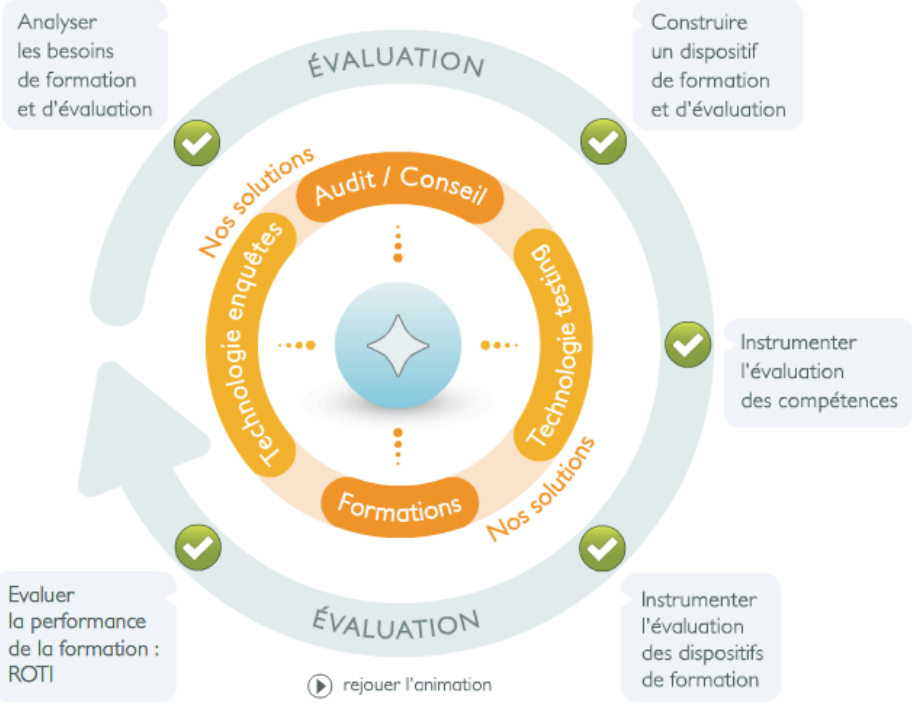 Analyser
les besoins
de formation
et d'évaluation
ÉVALUATION
Construire
un dispositif
de formation
et d'évaluation
Nos solutions
Audit / Conseil
Technologie enquêtes
Technologie testing
Instrumenter
l'évaluation
des compétences
Formations
Nos solutions
Evaluer
la performance
de la formation :
ROTI
ÉVALUATION
Instrumenter
l'évaluation
des dispositifs
de formation
rejouer l'animation